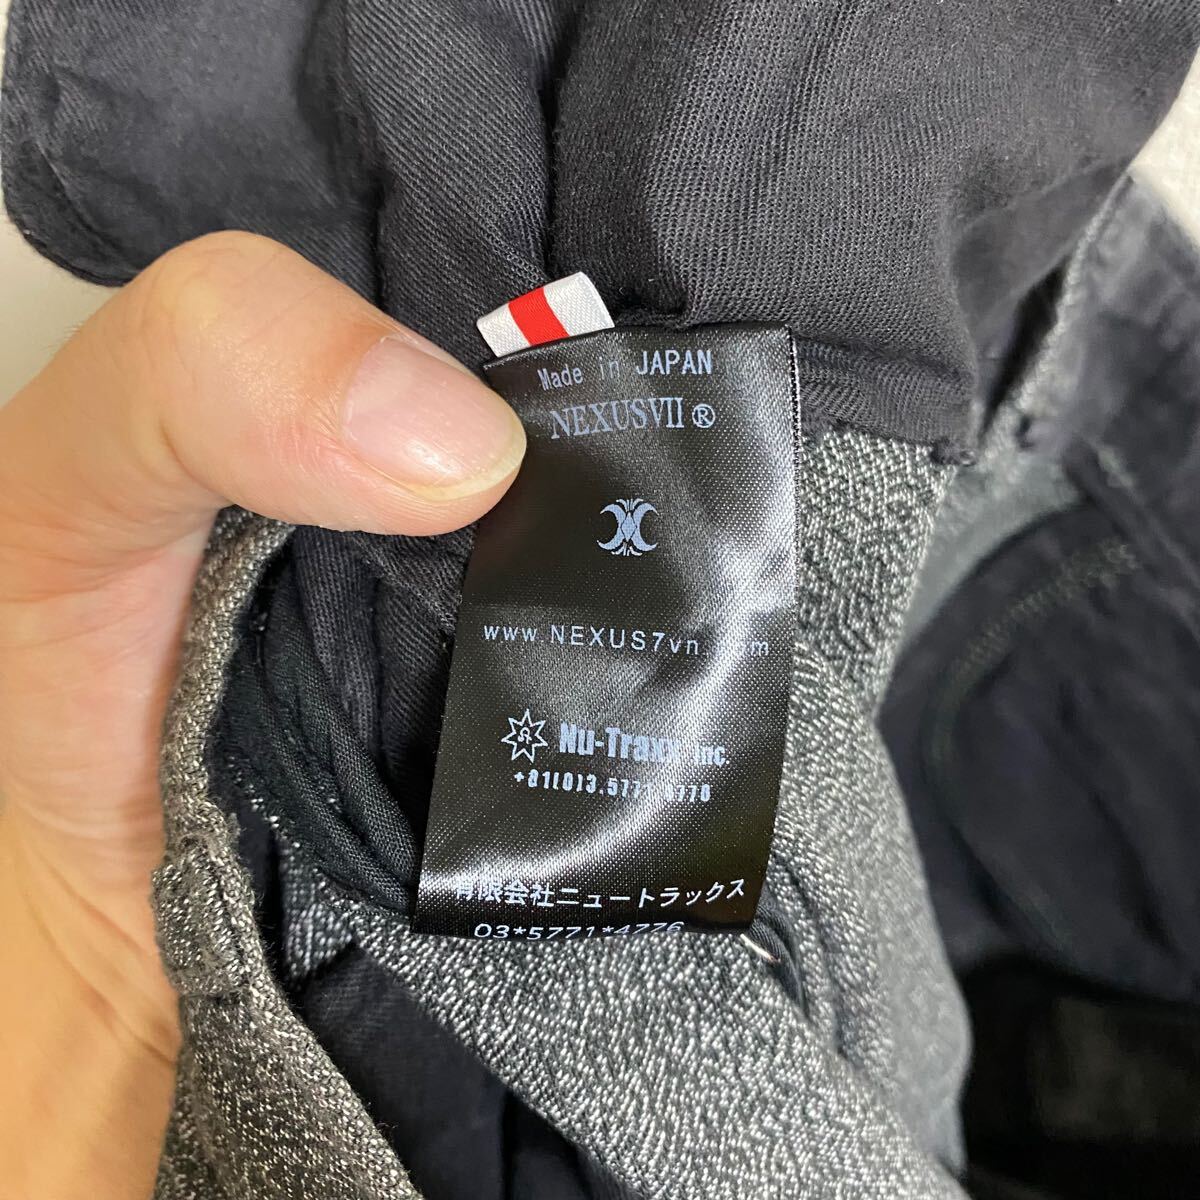 Made in JAPAN
NEXUSVII®
www.NEXUS7vn
Nu-Traxx inc.
有限会社ニュートラックス
03*5771*4776